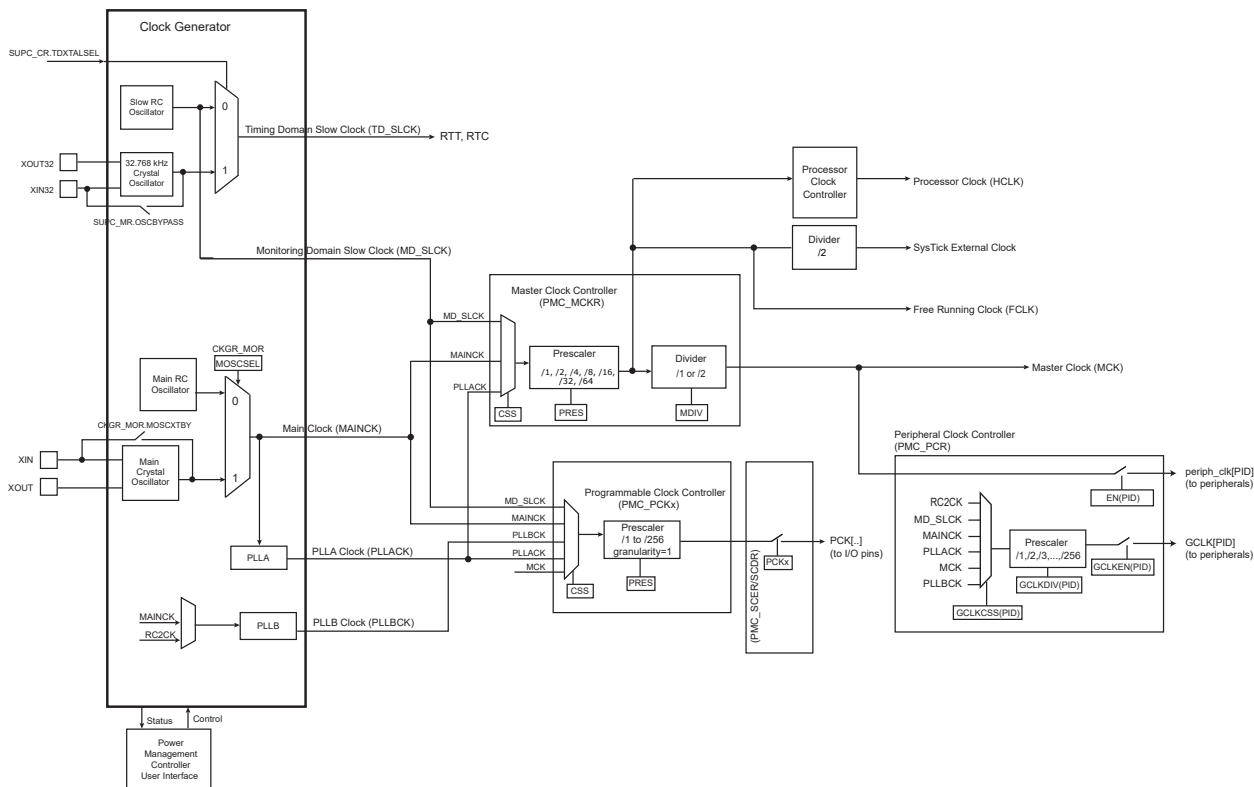 Clock Generator
SUPC_CR.TDXTALSEL
Slow RC
Oscillator
0
Timing Domain Slow Clock (TD_SLCK)
RTT, RTC
XOUT32
32.768 kHz
Crystal
Oscillator
1
XIN32
SUPC_MR.OSCBYPASS
Monitoring Domain Slow Clock (MD_SLCK)
Processor
Clock
Controller
Processor Clock (HCLK)
Divider
/2
SysTick External Clock
Free Running Clock (FCLK)
Master Clock Controller
(PMC_MCKR)
MD_SLCK
MAINCK
PLLACK
CSS
Prescaler
/1, /2, /4, /8, /16,
/32, /64
PRES
Divider
/1 or /2
MDIV
Master Clock (MCK)
CKGR_MOR
MOSCSEL
Main RC
Oscillator
0
CKGR_MOR.MOSCXTBY
Main Clock (MAINCK)
XIN
XOUT
Main
Crystal
Oscillator
1
PLLA
PLLA Clock (PLLACK)
MAINCK
RC2CK
PLLB
PLLB Clock (PLLBCK)
Programmable Clock Controller
(PMC_PCKx)
MD_SLCK
MAINCK
PLLBCK
PLLACK
MCK
CSS
Prescaler
/1 to /256
granularity=1
PRES
PCKx
(PMC_SCER/SCDR)
PCK[..]
(to I/O pins)
Peripheral Clock Controller
(PMC_PCR)
EN(PID)
periph_clk[PID]
(to peripherals)
RC2CK
MD_SLCK
MAINCK
PLLACK
MCK
PLLBCK
GCLKCSS(PID)
Prescaler
/1,/2,/3,...,/256
GCLKDIV(PID)
GCLKEN(PID)
GCLK[PID]
(to peripherals)
Status
Control
Power
Management
Controller
User Interface